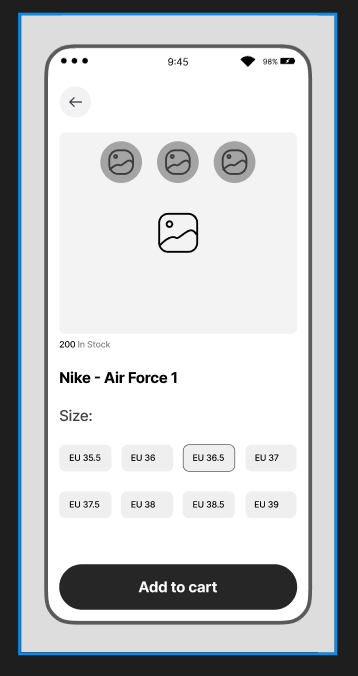 9:45 98%
200 In Stock
Nike - Air Force 1
Size:
EU 35.5 EU 36 EU 36.5 EU 37
EU 37.5 EU 38 EU 38.5 EU 39
Add to cart